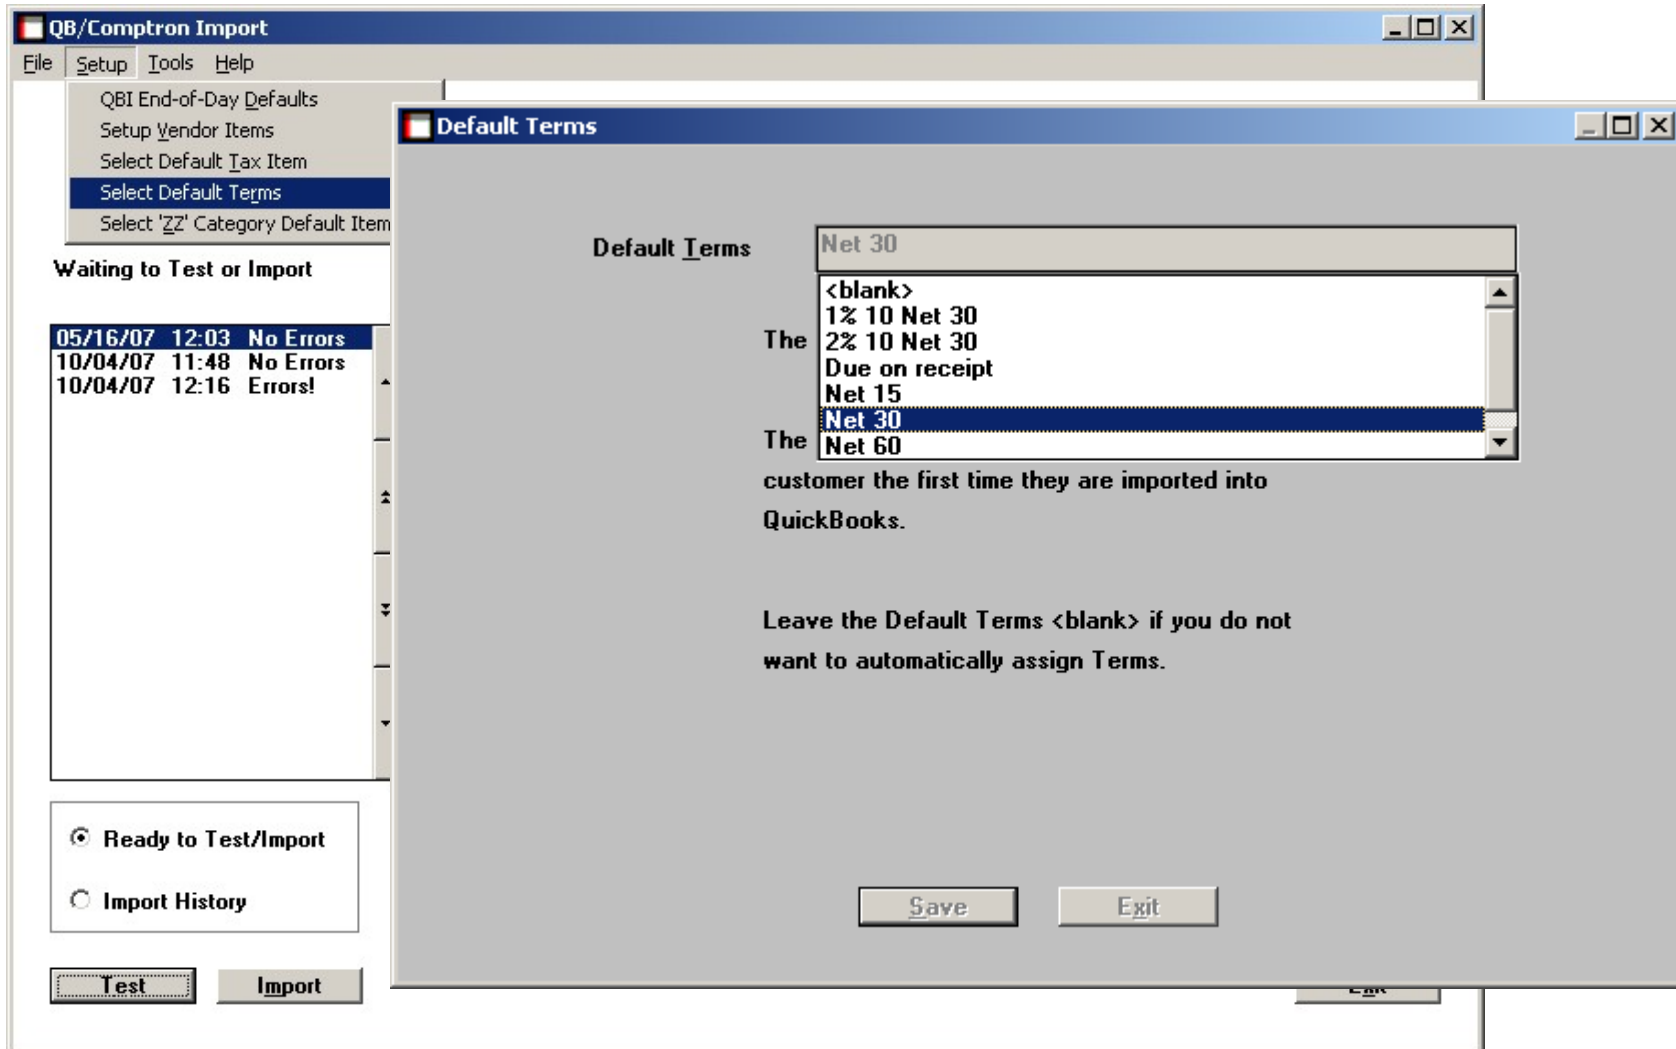 QB/Comptron Import
File Setup Tools Help
QBI End-of-Day Defaults
Setup Vendor Items
Select Default Tax Item
Select Default Terms
Select 'ZZ' Category Default Item
Waiting to Test or Import
05/16/07 12:03 No Errors
10/04/07 11:48 No Errors
10/04/07 12:16 Errors!
Ready to Test/Import
Import History
Test Import
Default Terms
Default Terms Net 30
<blank>
1% 10 Net 30
2% 10 Net 30
Due on receipt
Net 15
Net 30
Net 60
The
The
customer the first time they are imported into
QuickBooks.
Leave the Default Terms <blank> if you do not
want to automatically assign Terms.
Save Exit